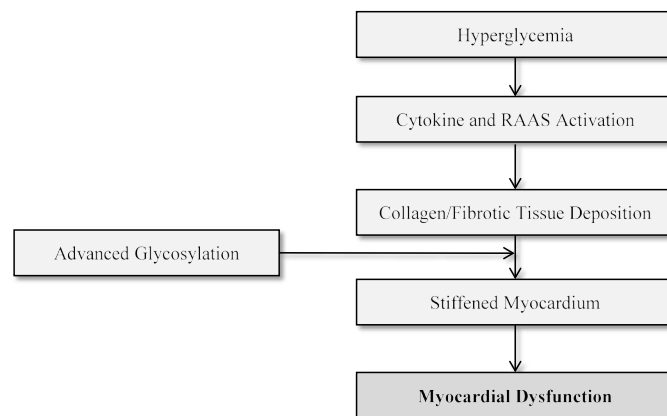 Hyperglycemia
Cytokine and RAAS Activation
Collagen/Fibrotic Tissue Deposition
Advanced Glycosylation
Stiffened Myocardium
Myocardial Dysfunction